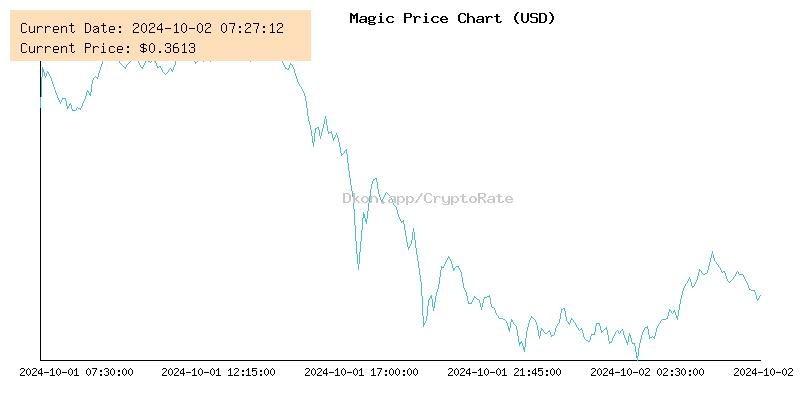 Magic Price Chart (USD)
Current Date: 2024-10-02 07:27:12
Current Price: $0.3613
Dkon.app/CryptoRate
2024-10-01 07:30:00 2024-10-01 12:15:00 2024-10-01 17:00:00 2024-10-01 21:45:00 2024-10-02 02:30:00 2024-10-02